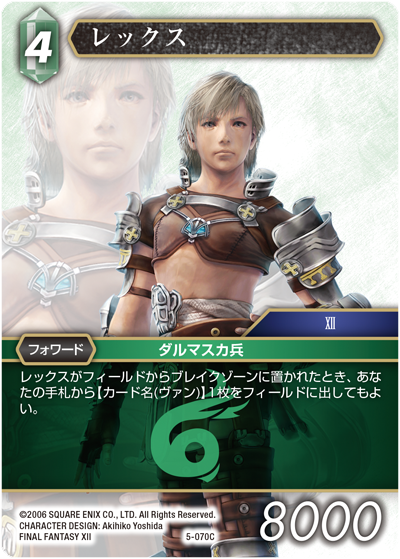 4
レックス
XII
フォワード
ダルマスカ兵
レックスがフィールドからブレイクゾーンに置かれたとき、あな
たの手札から【カード名(ヴァン)】1枚をフィールドに出してもよ
い。
©2006 SQUARE ENIX CO., LTD. All Rights Reserved.
CHARACTER DESIGN: Akihiko Yoshida
FINAL FANTASY XII
5-070C
8000